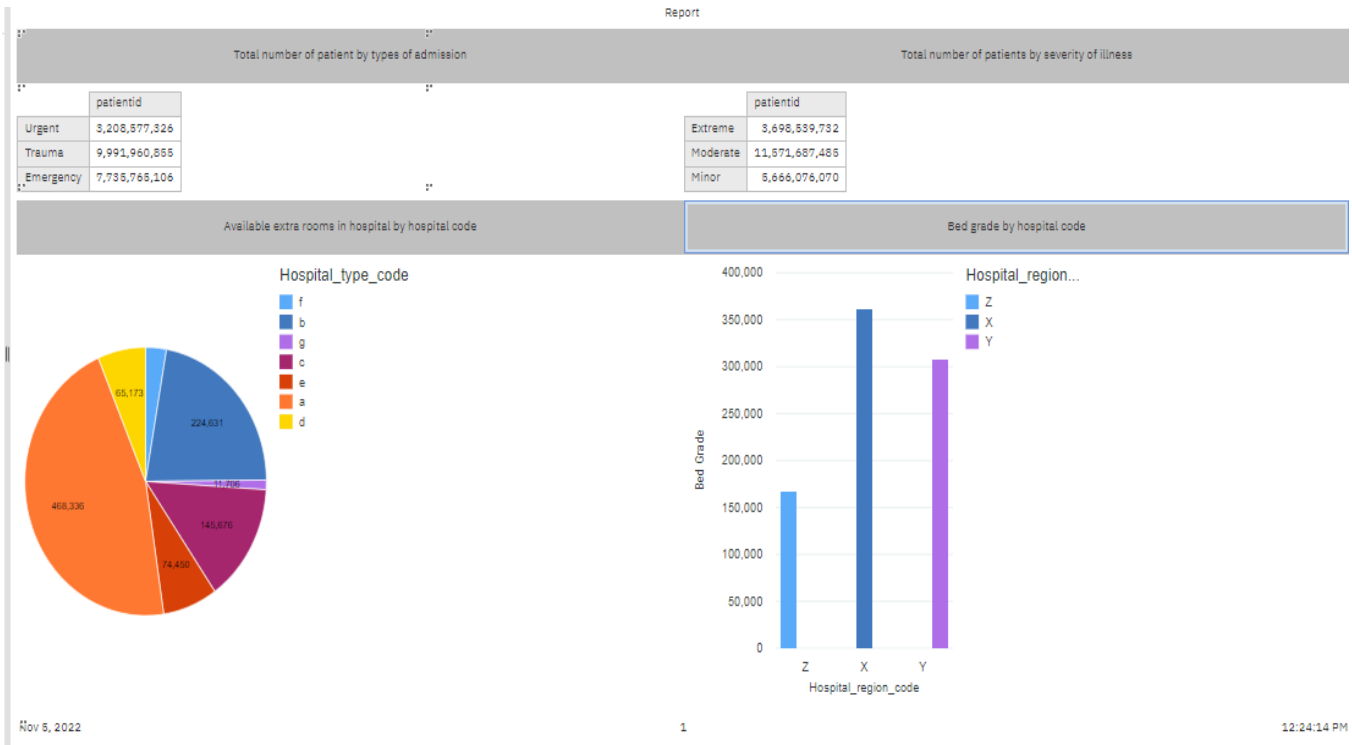 Report
Total number of patient by types of admission
Total number of patients by severity of illness
patientid
Urgent 3,208,577,326
Trauma 9,991,960,855
Emergency 7,735,765,106
patientid
Extreme 3,698,539,732
Moderate 11,571,687,485
Minor 5,666,076,070
Available extra rooms in hospital by hospital code
Bed grade by hospital code
Hospital_type_code
f
b
g
c
e
a
d
65,173
224,631
11,706
468,336
145,676
74,450
400,000
350,000
300,000
250,000
200,000
150,000
100,000
50,000
0
Bed Grade
Z X Y
Hospital_region_code
Hospital_region...
Z
X
Y
Nov 5, 2022
1
12:24:14 PM